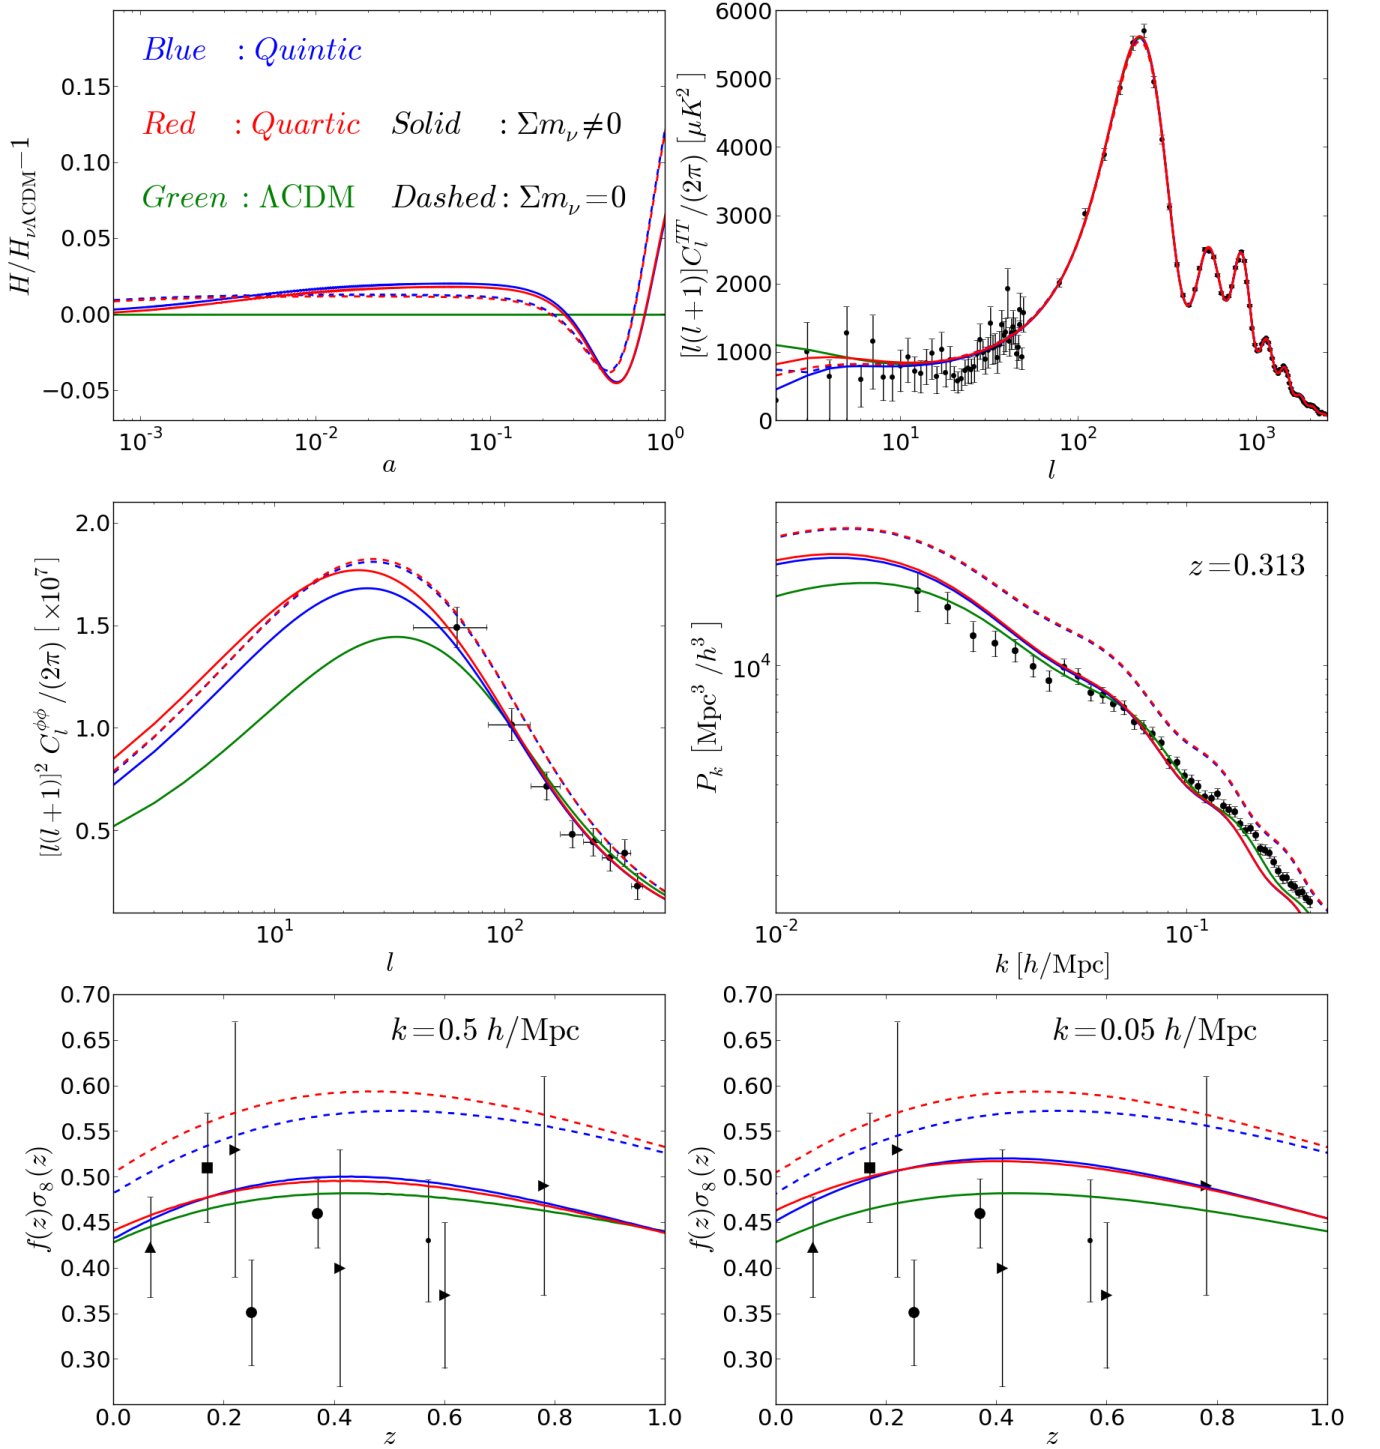 Blue : Quintic
Red : Quartic
Green : ΛCDM
Solid : Σm_ν ≠ 0
Dashed : Σm_ν = 0
H/H_νΛCDM − 1
0.15
0.10
0.05
0.00
−0.05
10^-3 10^-2 10^-1 10^0
a
[l(l+1)]C_l^TT/(2π) [μK^2]
6000
5000
4000
3000
2000
1000
0
10^1 10^2 10^3
l
[l(l+1)]^2 C_l^ϕϕ/(2π) [×10^7]
2.0
1.5
1.0
0.5
10^1 10^2
l
z=0.313
P_k [Mpc^3/h^3]
10^4
10^-2 10^-1
k [h/Mpc]
k=0.5 h/Mpc
f(z)σ_8(z)
0.70
0.65
0.60
0.55
0.50
0.45
0.40
0.35
0.30
0.0 0.2 0.4 0.6 0.8 1.0
z
k=0.05 h/Mpc
f(z)σ_8(z)
0.70
0.65
0.60
0.55
0.50
0.45
0.40
0.35
0.30
0.0 0.2 0.4 0.6 0.8 1.0
z